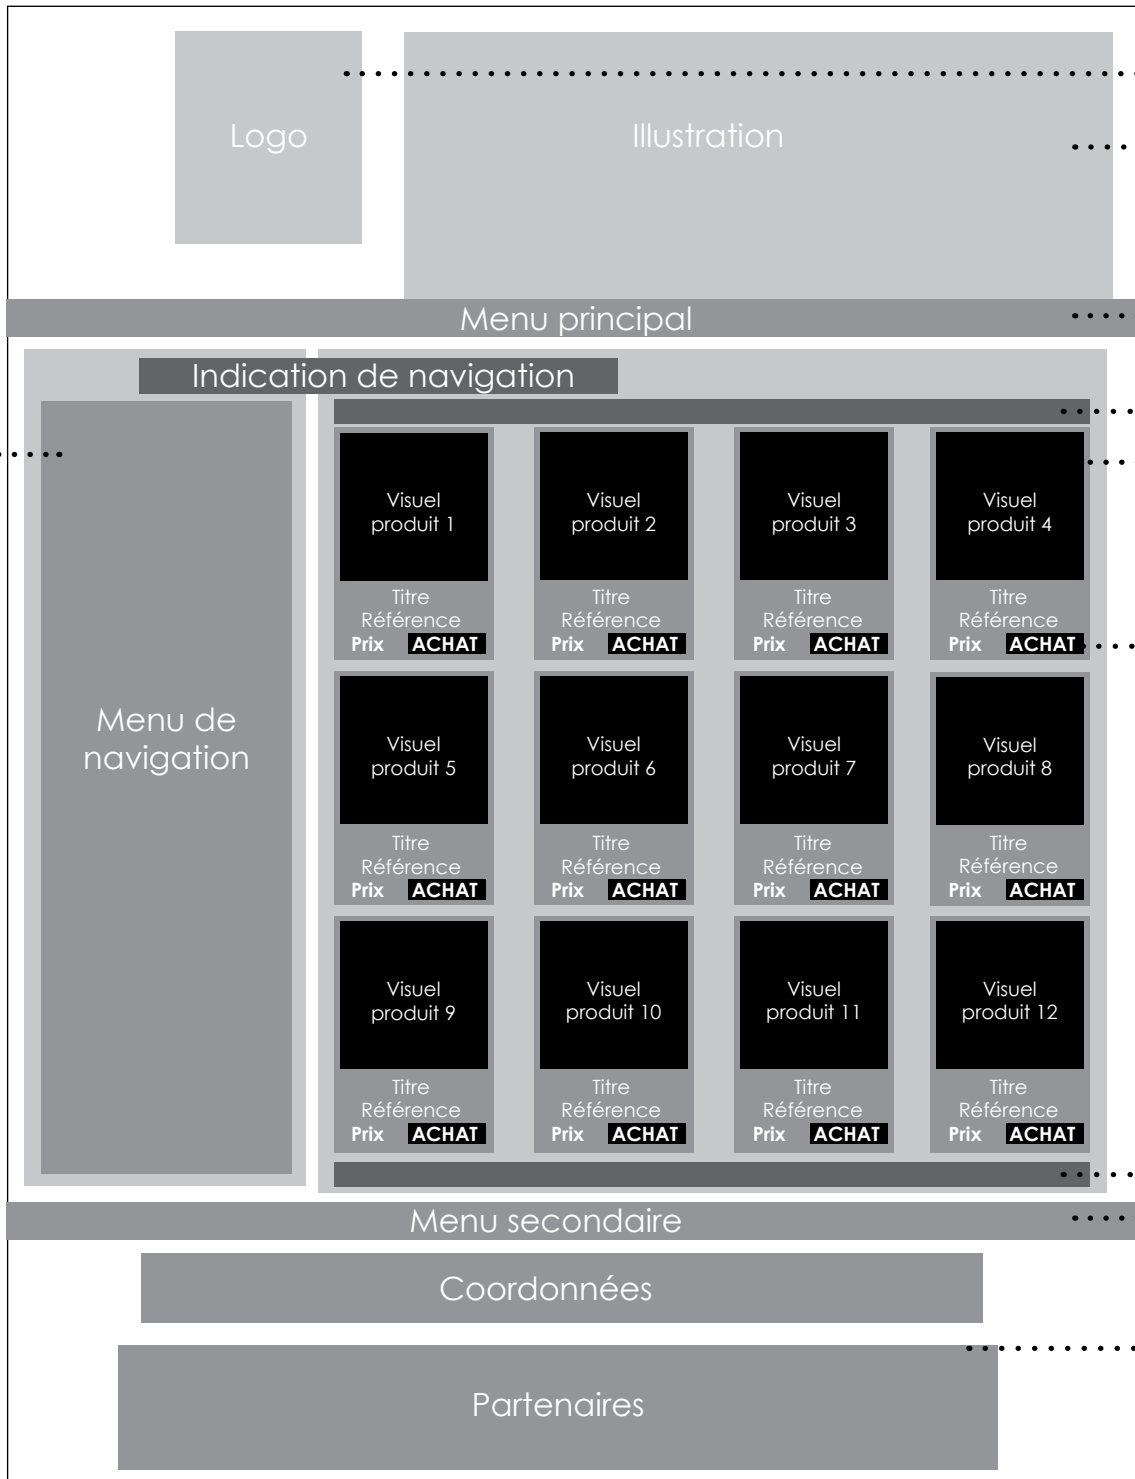 Logo
Illustration
Menu principal
Indication de navigation
Menu de
navigation
Visuel
produit 1
Titre
Référence
Prix ACHAT
Visuel
produit 2
Titre
Référence
Prix ACHAT
Visuel
produit 3
Titre
Référence
Prix ACHAT
Visuel
produit 4
Titre
Référence
Prix ACHAT
Visuel
produit 5
Titre
Référence
Prix ACHAT
Visuel
produit 6
Titre
Référence
Prix ACHAT
Visuel
produit 7
Titre
Référence
Prix ACHAT
Visuel
produit 8
Titre
Référence
Prix ACHAT
Visuel
produit 9
Titre
Référence
Prix ACHAT
Visuel
produit 10
Titre
Référence
Prix ACHAT
Visuel
produit 11
Titre
Référence
Prix ACHAT
Visuel
produit 12
Titre
Référence
Prix ACHAT
Menu secondaire
Coordonnées
Partenaires